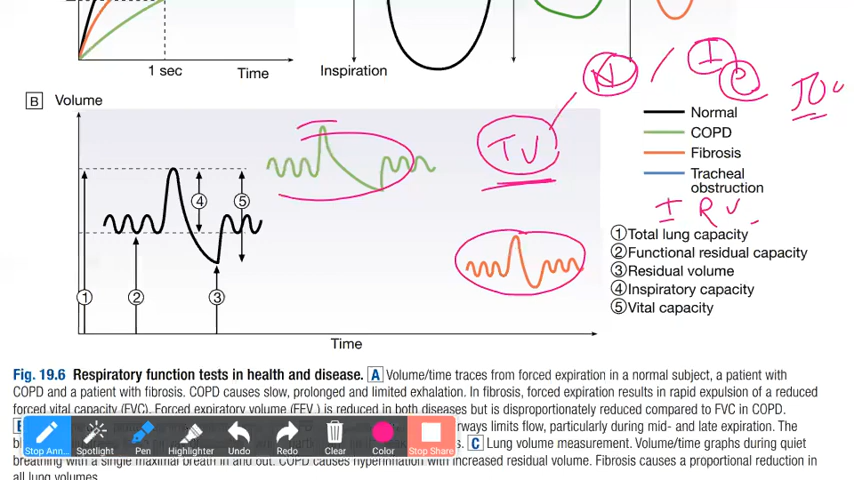 1 sec
Time
Inspiration
N / I
e
B Volume
Normal
COPD
Fibrosis
Tracheal
obstruction
TV
IRV
4
5
1
2
3
①Total lung capacity
②Functional residual capacity
③Residual volume
④Inspiratory capacity
⑤Vital capacity
Time
Fig. 19.6 Respiratory function tests in health and disease. A Volume/time traces from forced expiration in a normal subject, a patient with
COPD and a patient with fibrosis. COPD causes slow, prolonged and limited exhalation. In fibrosis, forced expiration results in rapid expulsion of a reduced
forced vital capacity (FVC). Forced expiratory volume (FEV ) is reduced in both diseases but is disproportionately reduced compared to FVC in COPD.
rways limits flow, particularly during mid- and late expiration. The
s. C Lung volume measurement. Volume/time graphs during quiet
breathing with a single maximal breath in and out. COPD causes hyperinflation with increased residual volume. Fibrosis causes a proportional reduction in
all lung volumes.
Stop Ann... Spotlight Pen Highlighter Undo Redo Clear Color Stop Share